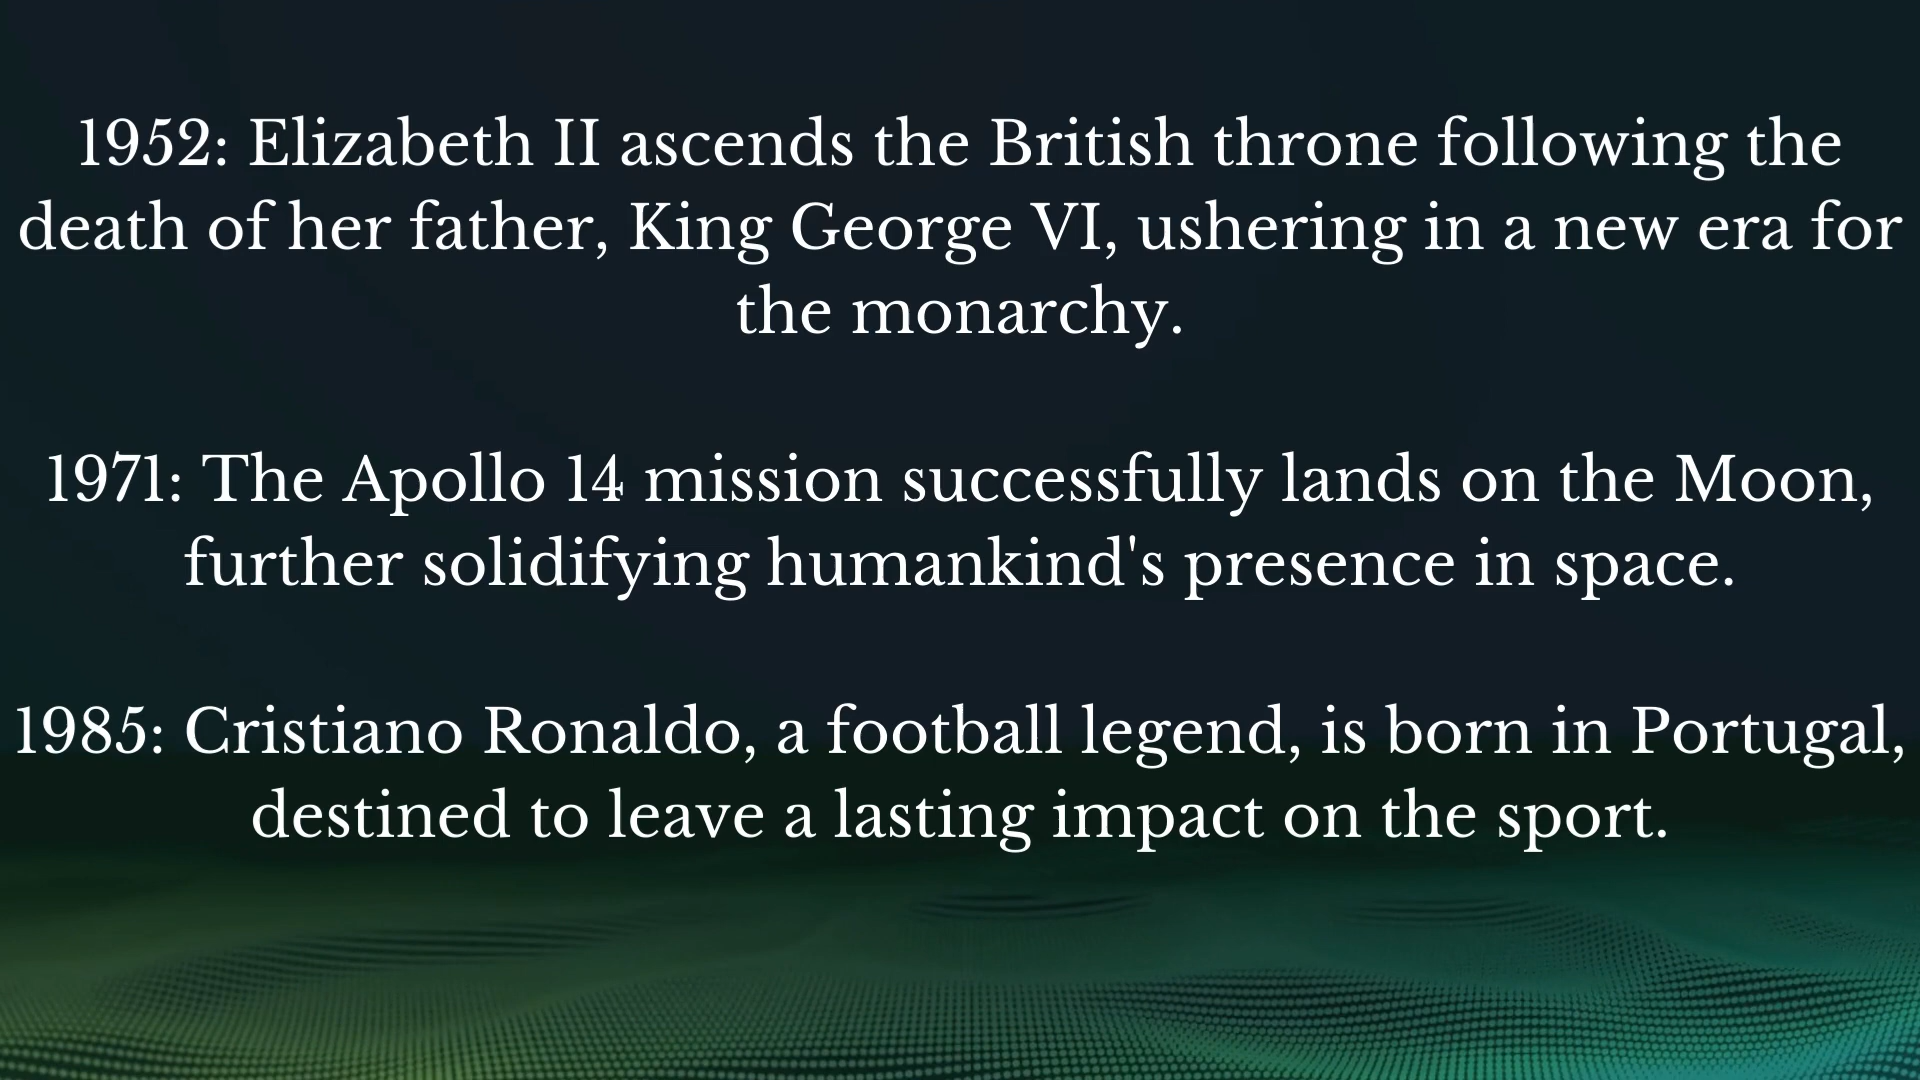 1952: Elizabeth II ascends the British throne following the
death of her father, King George VI, ushering in a new era for
the monarchy.
1971: The Apollo 14 mission successfully lands on the Moon,
further solidifying humankind's presence in space.
1985: Cristiano Ronaldo, a football legend, is born in Portugal,
destined to leave a lasting impact on the sport.